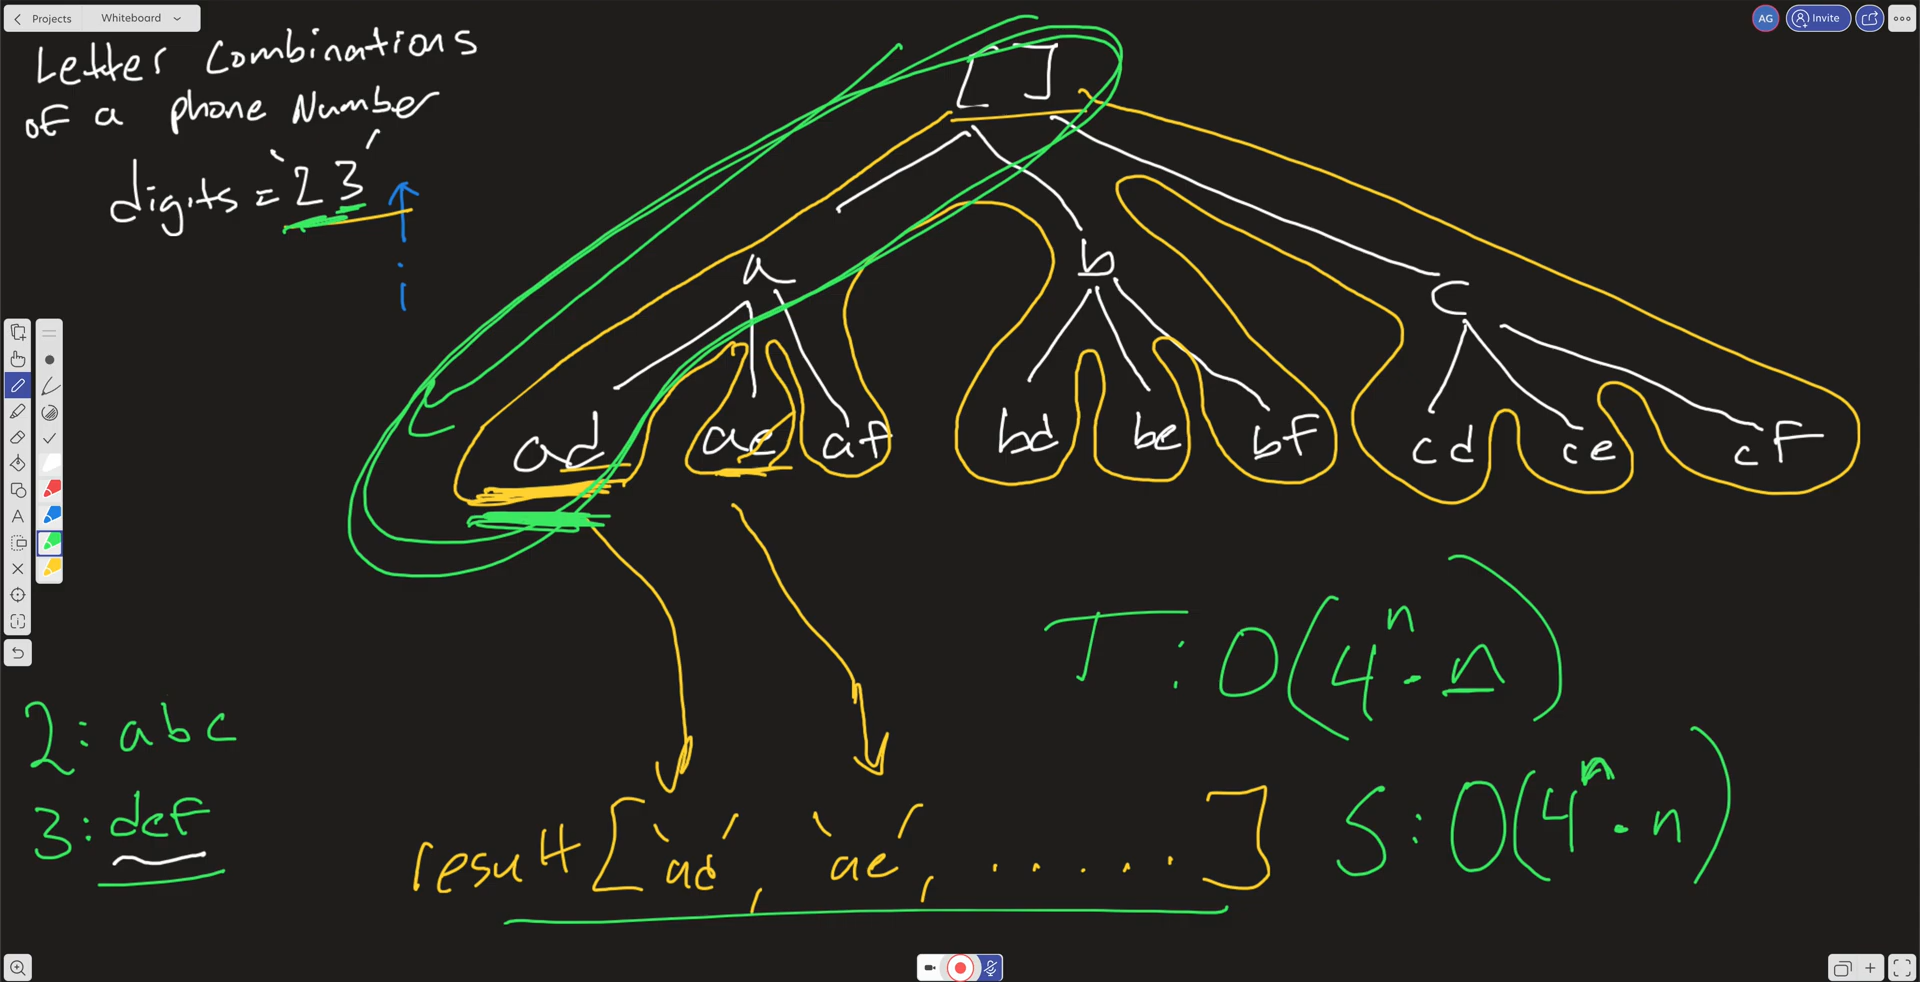 Projects
Whiteboard
AG
Invite
Letter Combinations
of a phone Number
digits = `23'
i
[ ]
a
b
c
ad
ae
af
bd
be
bf
cd
ce
cF
T : O(4^n · n)
S : O(4^n · n)
2: abc
3: def
result [`ad', `ae', . . . . .]
A